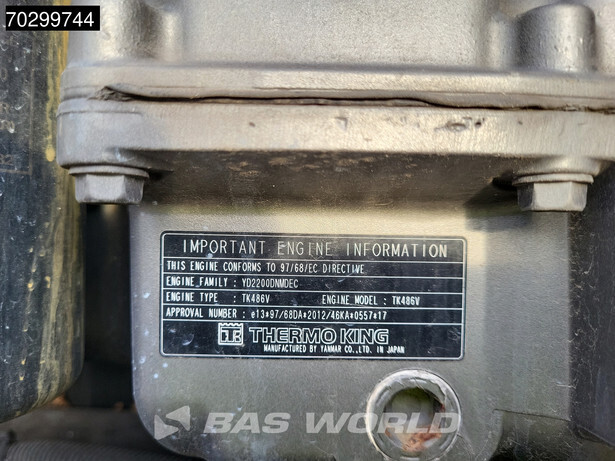 70299744
IMPORTANT ENGINE INFORMATION
THIS ENGINE CONFORMS TO 97/68/EC DIRECTIVE.
ENGINE FAMILY : YD2200DNMDEC
ENGINE TYPE : TK486V ENGINE MODEL : TK486V
APPROVAL NUMBER : e13*97/68DA*2012/46KA*0557*17
THERMO KING
MANUFACTURED BY YANMAR CO.,LTD. IN JAPAN
BAS WORLD